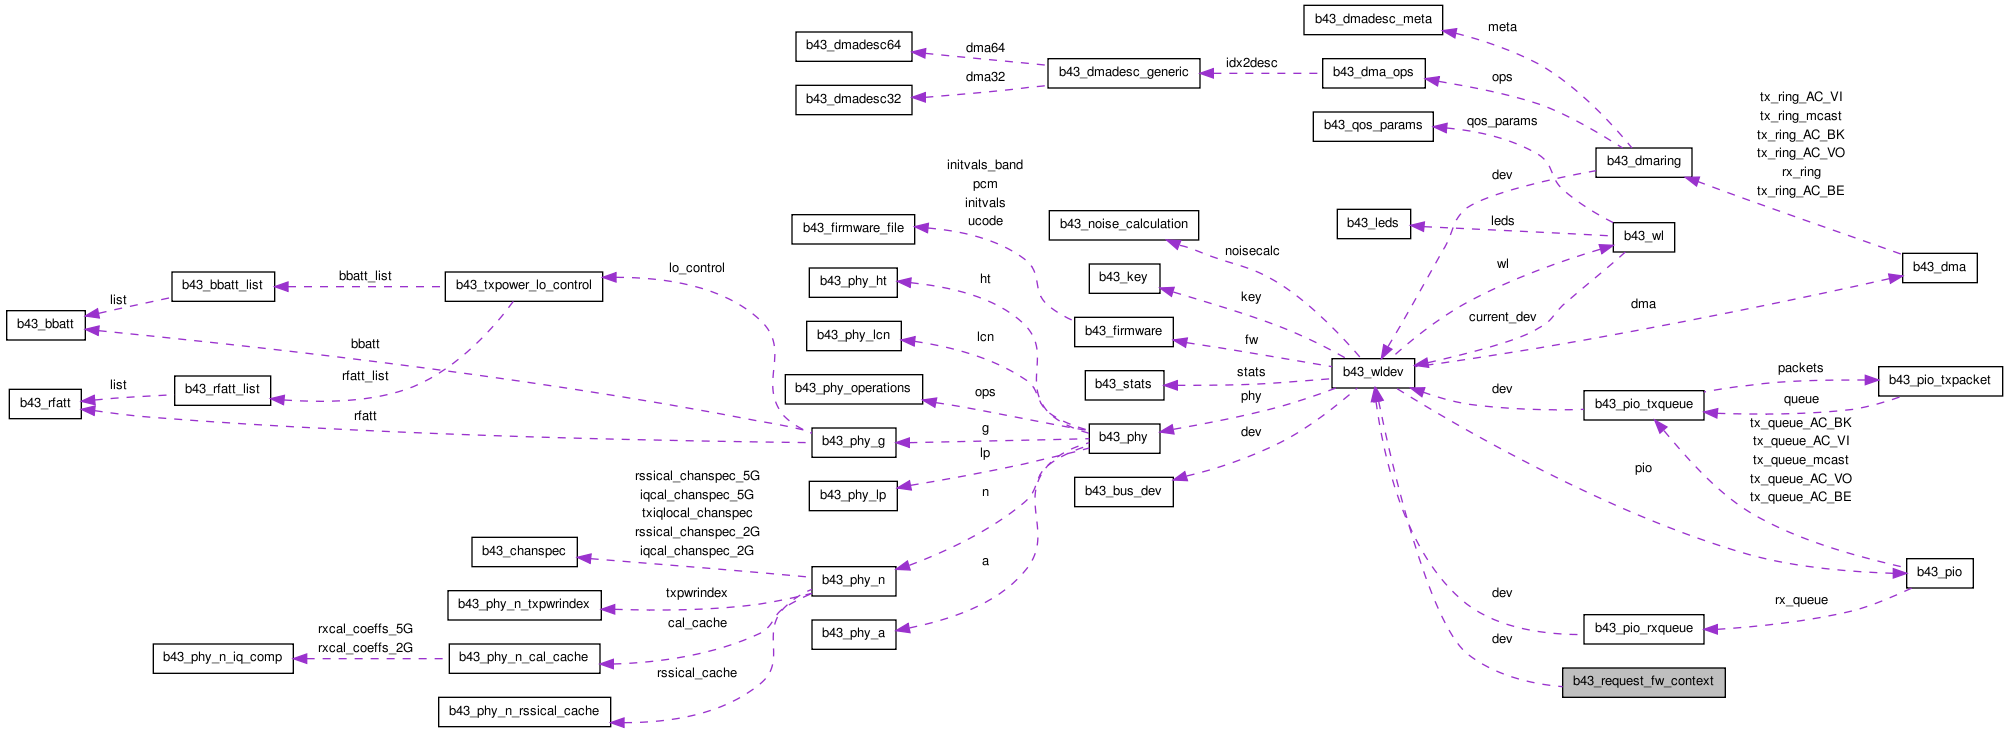 b43_dmadesc_meta
meta
b43_dmadesc64
dma64
b43_dmadesc_generic
idx2desc
b43_dma_ops
ops
dma32
b43_dmadesc32
b43_qos_params
qos_params
tx_ring_AC_VI
tx_ring_mcast
tx_ring_AC_BK
tx_ring_AC_VO
rx_ring
tx_ring_AC_BE
b43_dmaring
dev
initvals_band
pcm
initvals
ucode
b43_firmware_file
b43_noise_calculation
noisecalc
b43_leds
leds
b43_wl
wl
b43_dma
dma
lo_control
bbatt_list
b43_bbatt_list
b43_txpower_lo_control
list
b43_bbatt
bbatt
b43_phy_ht
ht
b43_key
key
b43_phy_lcn
lcn
b43_firmware
fw
current_dev
b43_wldev
b43_phy_operations
ops
b43_stats
stats
phy
dev
packets
b43_pio_txpacket
queue
b43_pio_txqueue
tx_queue_AC_BK
tx_queue_AC_VI
tx_queue_mcast
tx_queue_AC_VO
tx_queue_AC_BE
list
b43_rfatt
b43_rfatt_list
rfatt_list
rfatt
b43_phy_g
g
b43_phy
dev
lp
b43_phy_lp
n
b43_bus_dev
pio
rssical_chanspec_5G
iqcal_chanspec_5G
txiqlocal_chanspec
rssical_chanspec_2G
iqcal_chanspec_2G
b43_chanspec
b43_phy_n
a
b43_pio
b43_phy_n_txpwrindex
txpwrindex
dev
rx_queue
cal_cache
b43_phy_a
b43_pio_rxqueue
rxcal_coeffs_5G
rxcal_coeffs_2G
b43_phy_n_iq_comp
b43_phy_n_cal_cache
dev
rssical_cache
b43_request_fw_context
b43_phy_n_rssical_cache